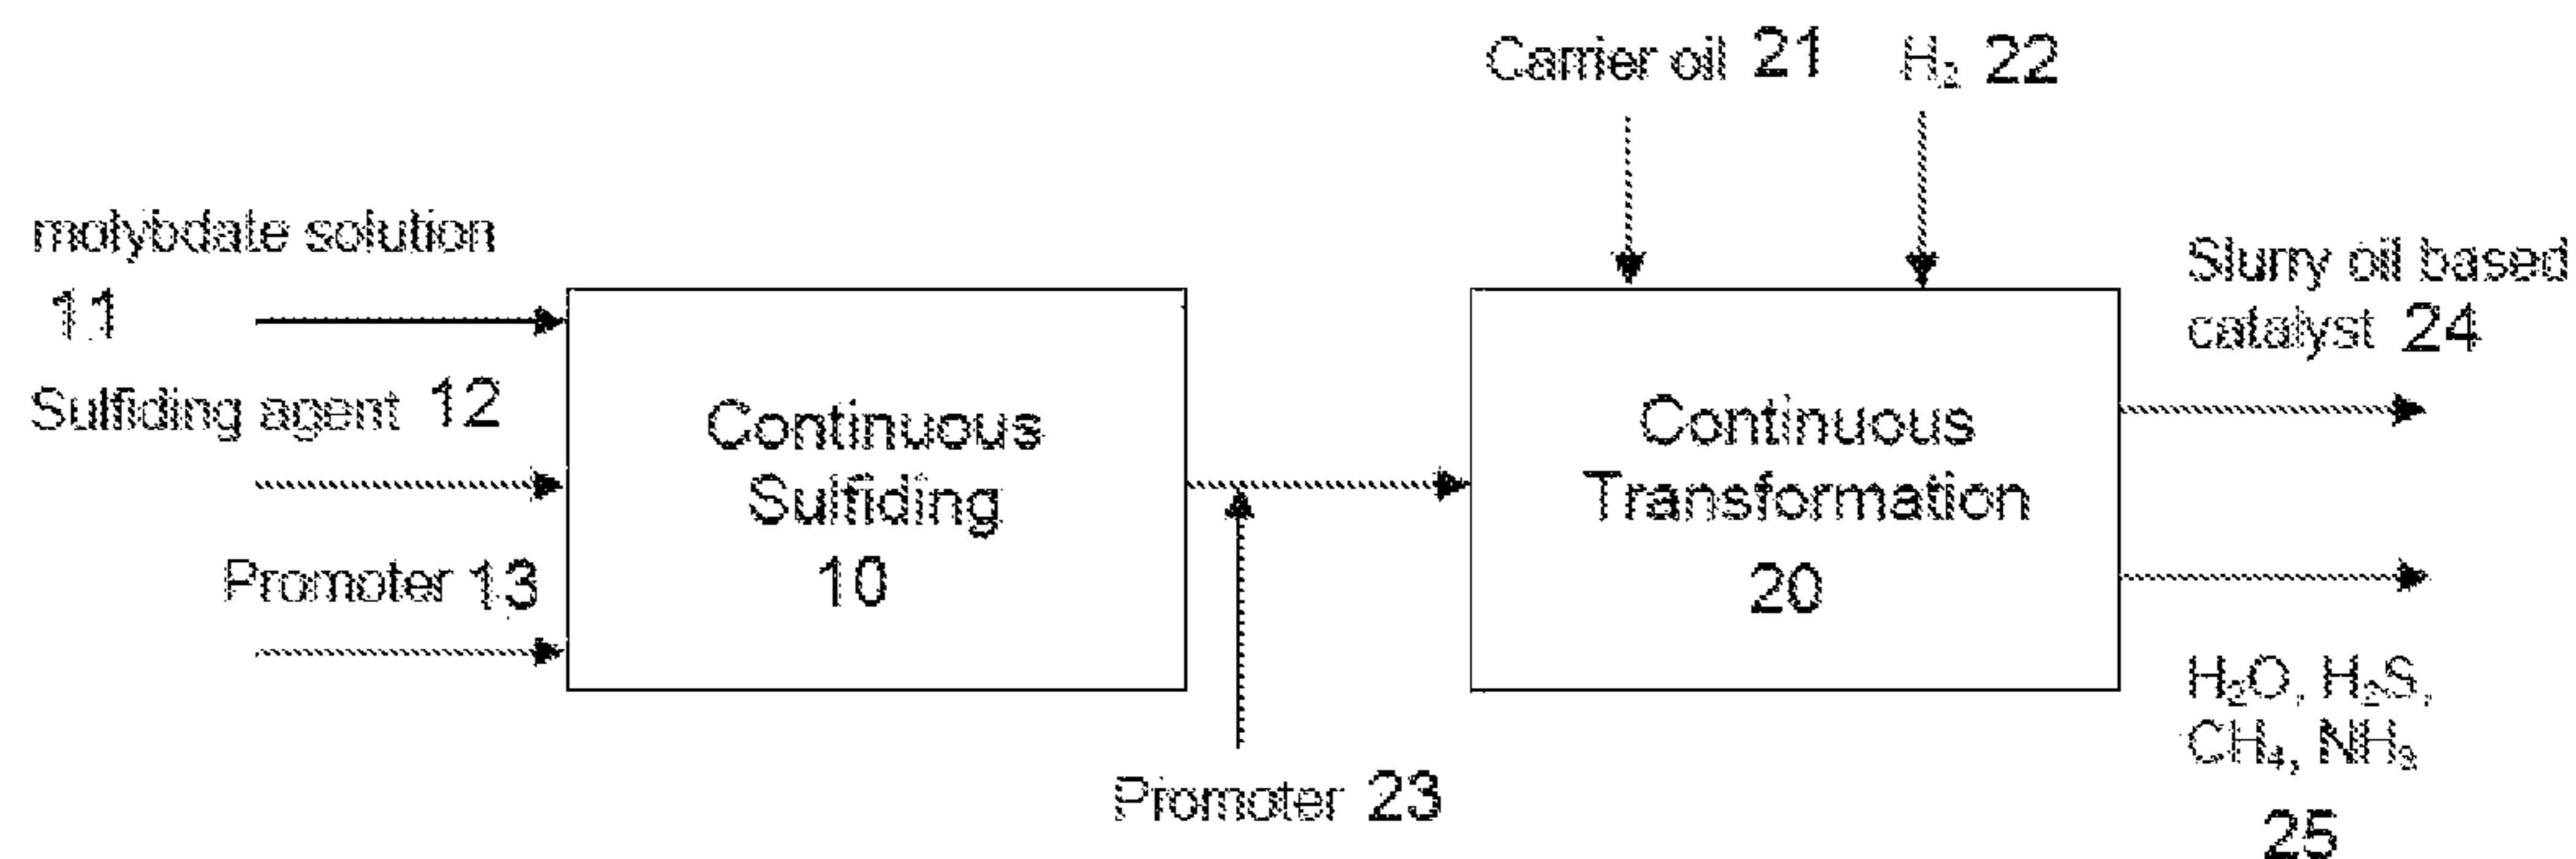 Carrier oil 21
H₂ 22
molybdate solution
11
Sulfiding agent 12
Promoter 13
Continuous
Sulfiding
10
Promoter 23
Continuous
Transformation
20
Slurry oil based
catalyst 24
H₂O, H₂S,
CH₄, NH₃
25